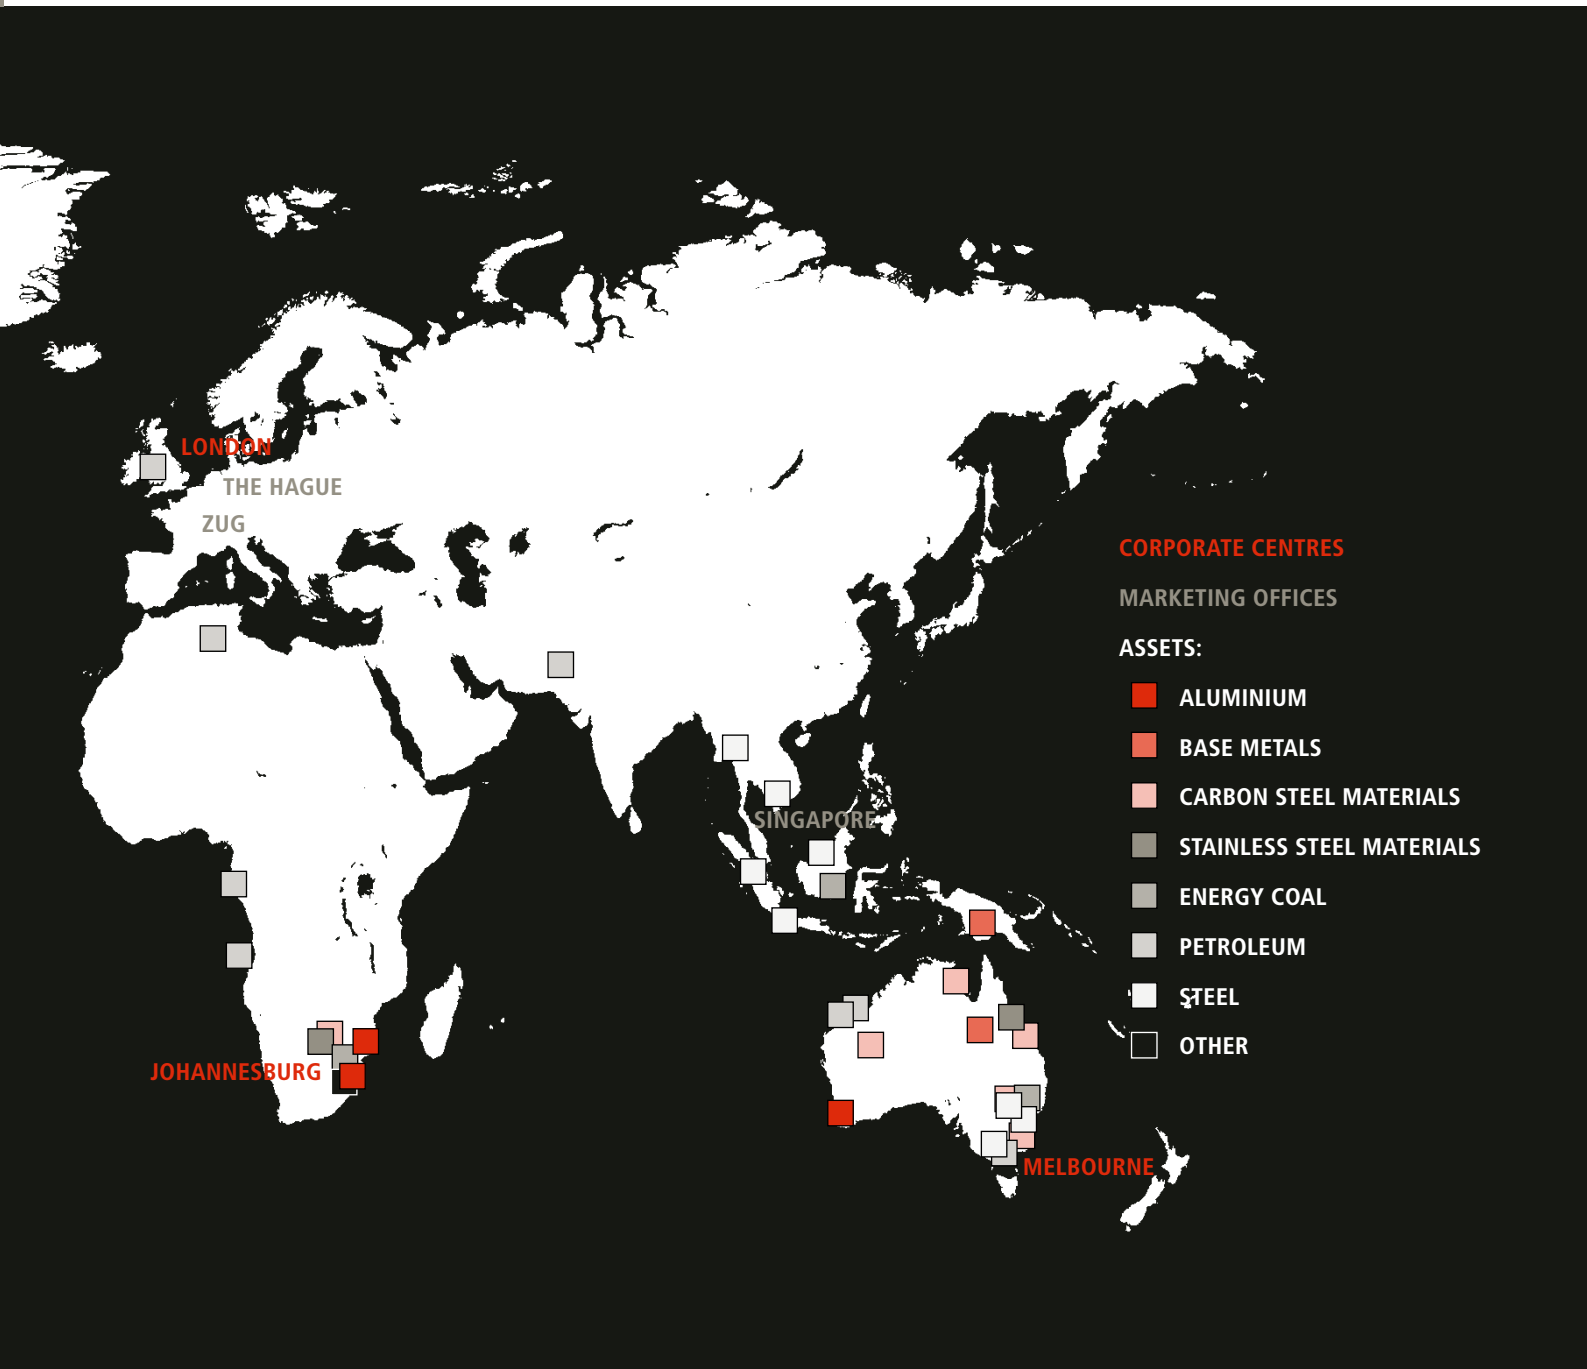 LONDON
THE HAGUE
ZUG
CORPORATE CENTRES
MARKETING OFFICES
ASSETS:
ALUMINIUM
BASE METALS
CARBON STEEL MATERIALS
STAINLESS STEEL MATERIALS
ENERGY COAL
PETROLEUM
STEEL
OTHER
SINGAPORE
JOHANNESBURG
MELBOURNE